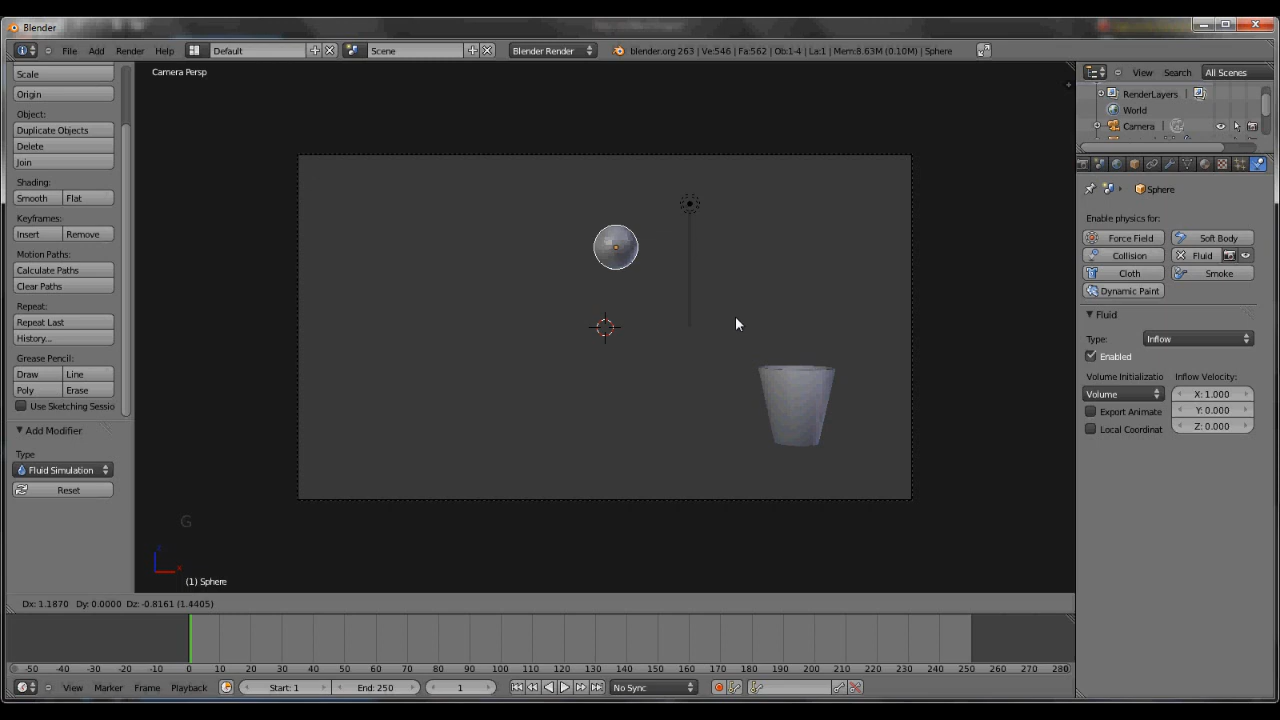 Blender
File Add Render Help Default Scene Blender Render blender.org 263 | Ve:546 | Fa:562 | Ob:1-4 | La:1 | Mem:8.63M (0.10M) | Sphere
Scale
Origin
Object:
Duplicate Objects
Delete
Join
Shading:
Smooth Flat
Keyframes:
Insert Remove
Motion Paths:
Calculate Paths
Clear Paths
Repeat:
Repeat Last
History...
Grease Pencil:
Draw Line
Poly Erase
Use Sketching Sessio
Add Modifier
Type
Fluid Simulation
Reset
Camera Persp
G
(1) Sphere
View Search All Scenes
RenderLayers |
World
Camera |
Sphere
Enable physics for:
Force Field Soft Body
Collision Fluid
Cloth Smoke
Dynamic Paint
Fluid
Type: Inflow
Enabled
Volume Initializatio Inflow Velocity:
Volume X: 1.000
Export Animate Y: 0.000
Local Coordinat Z: 0.000
Dx: 1.1870 Dy: 0.0000 Dz: -0.8161 (1.4405)
-50 -40 -30 -20 -10 0 10 20 30 40 50 60 70 80 90 100 110 120 130 140 150 160 170 180 190 200 210 220 230 240 250 260 270 280
View Marker Frame Playback Start: 1 End: 250 1 No Sync